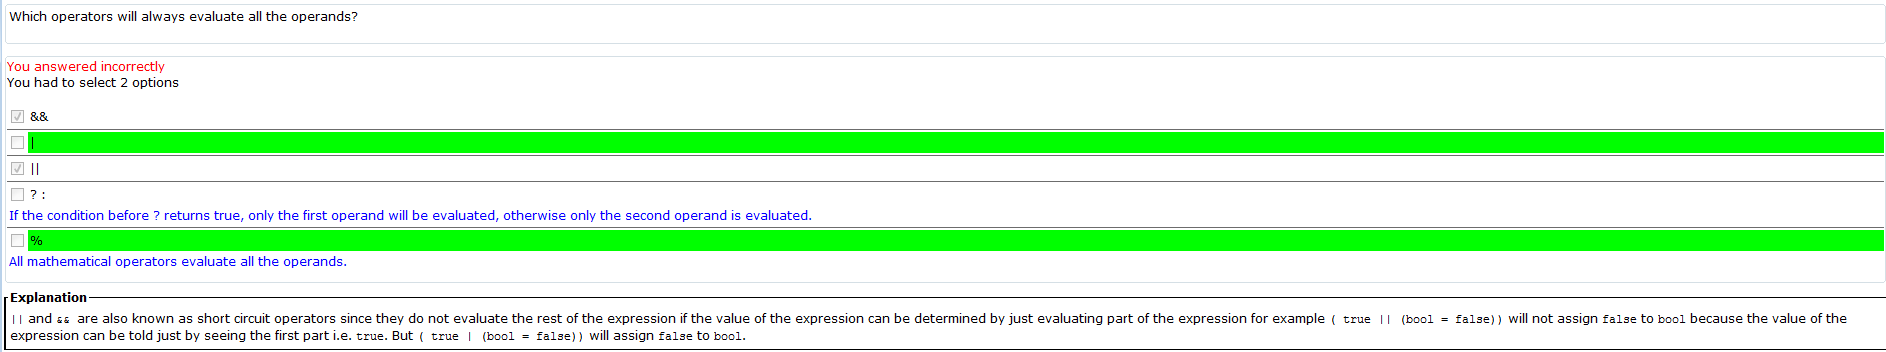 Which operators will always evaluate all the operands?
You answered incorrectly
You had to select 2 options
&&
|
||
? :
If the condition before ? returns true, only the first operand will be evaluated, otherwise only the second operand is evaluated.
%
All mathematical operators evaluate all the operands.
Explanation
|| and && are also known as short circuit operators since they do not evaluate the rest of the expression if the value of the expression can be determined by just evaluating part of the expression for example ( true || (bool = false)) will not assign false to bool because the value of the
expression can be told just by seeing the first part i.e. true. But ( true | (bool = false)) will assign false to bool.